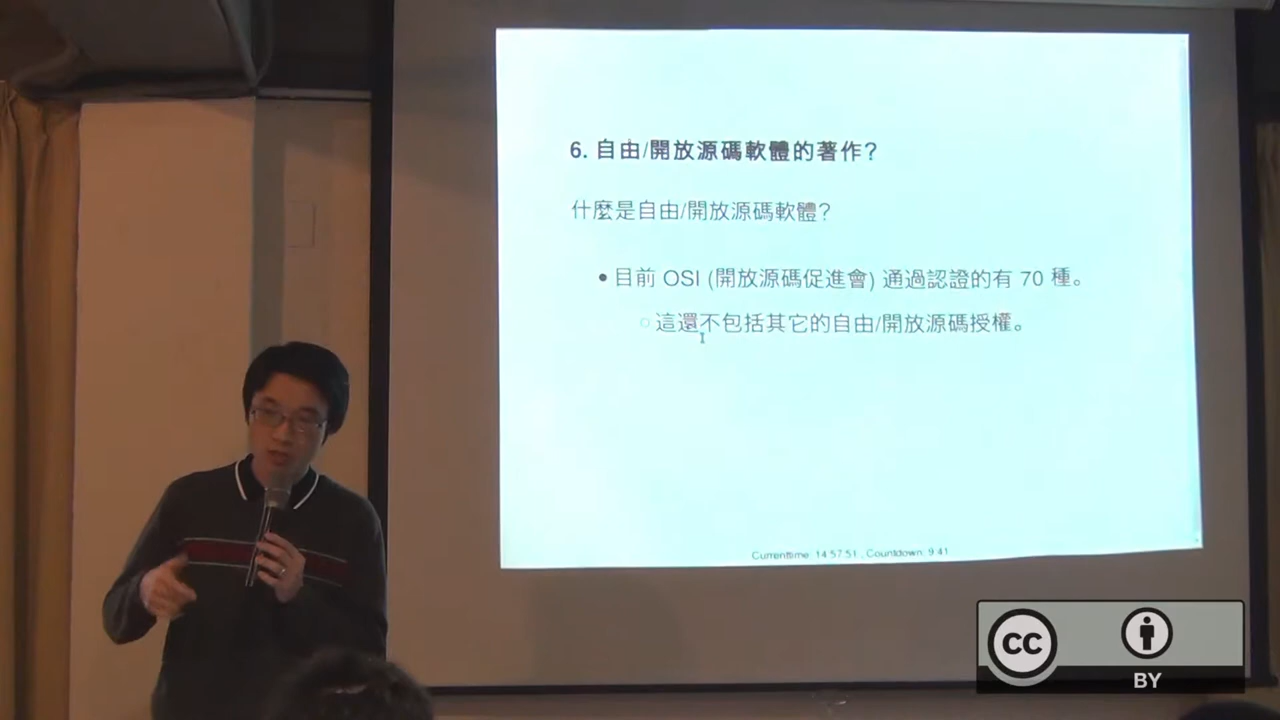 6. 自由/開放源碼軟體的著作?
什麼是自由/開放源碼軟體?
•目前 OSI (開放源碼促進會) 通過認證的有 70 種。
○這還不包括其它的自由/開放源碼授權。
Currenttime: 14:57:51 , Countdown: 9:41
CC
BY